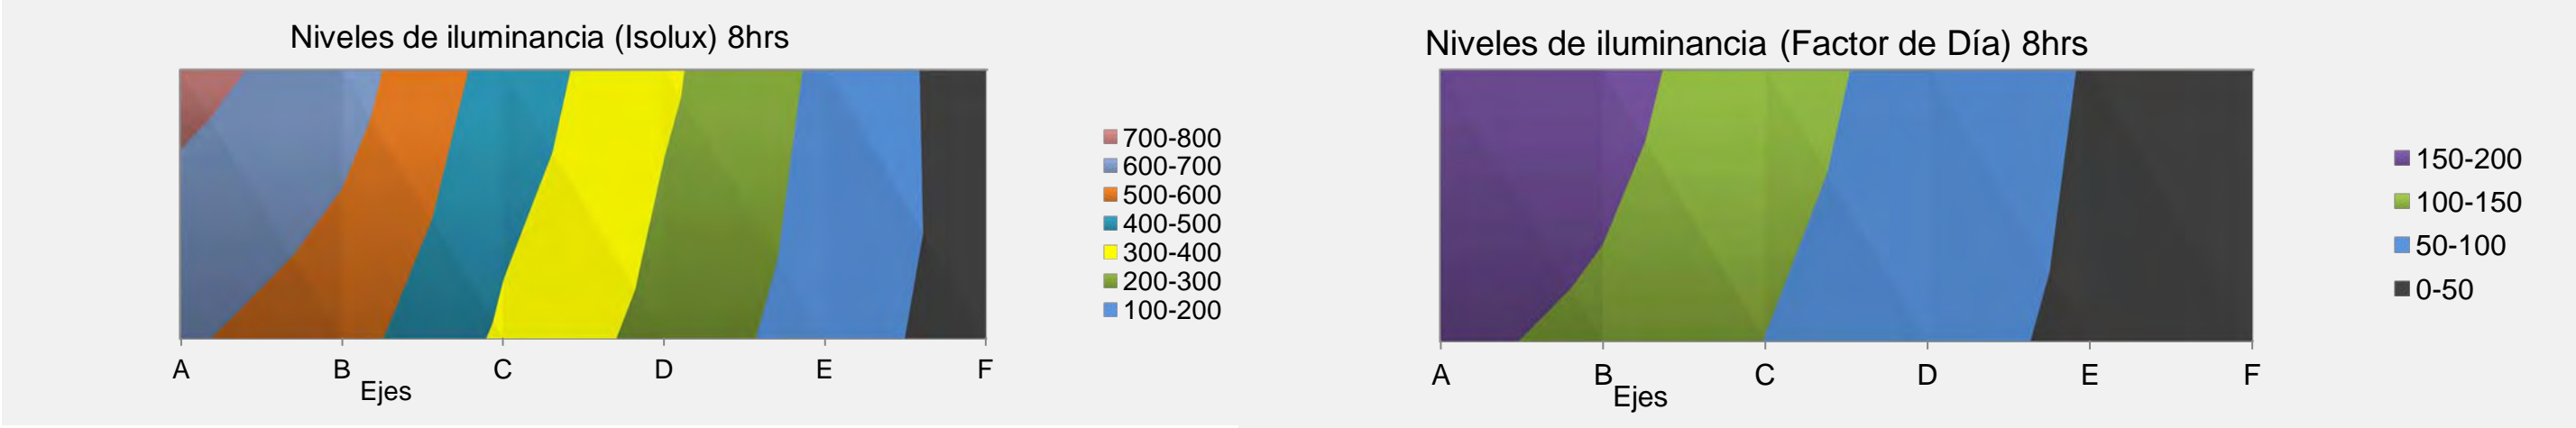 Niveles de iluminancia (Isolux) 8hrs
700-800
600-700
500-600
400-500
300-400
200-300
100-200
A B C D E F
Ejes
Niveles de iluminancia (Factor de Día) 8hrs
150-200
100-150
50-100
0-50
A B C D E F
Ejes